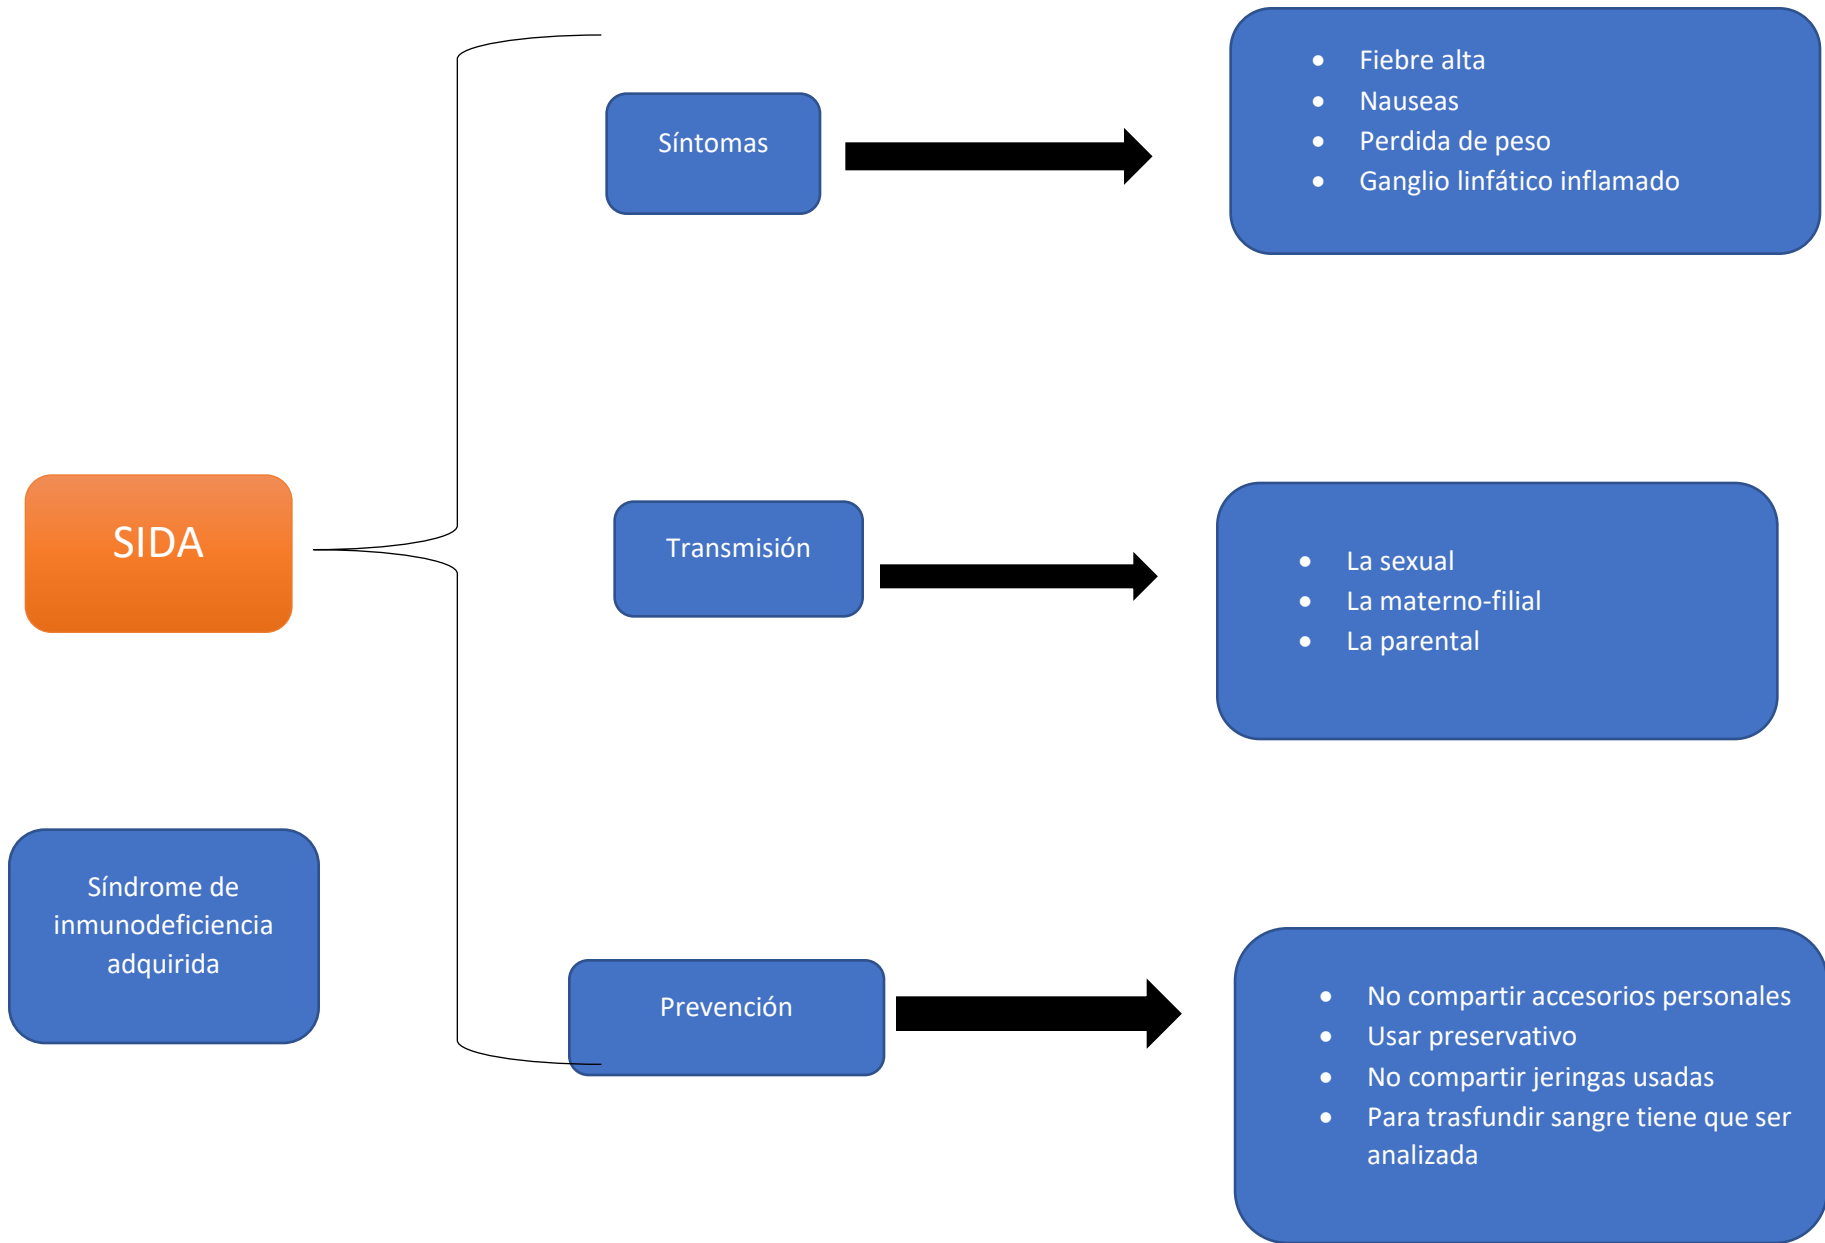 SIDA
Síndrome de
inmunodeficiencia
adquirida
Síntomas
• Fiebre alta
• Nauseas
• Perdida de peso
• Ganglio linfático inflamado
Transmisión
• La sexual
• La materno-filial
• La parental
Prevención
• No compartir accesorios personales
• Usar preservativo
• No compartir jeringas usadas
• Para trasfundir sangre tiene que ser
analizada